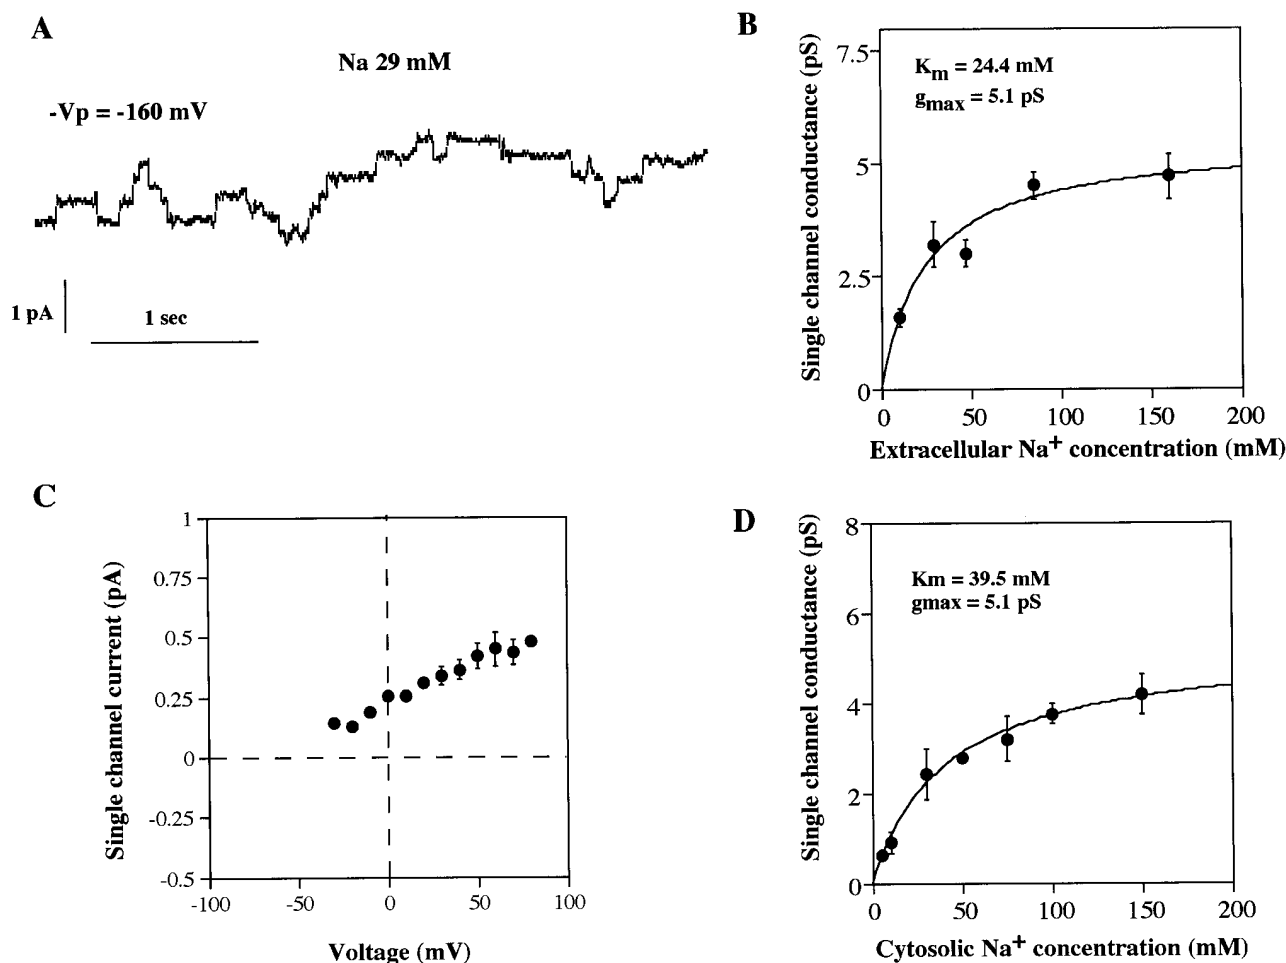 A
Na 29 mM
-Vp = -160 mV
1 pA
1 sec
B
Single channel conductance (pS)
7.5
5
2.5
0
Km = 24.4 mM
gmax = 5.1 pS
0 50 100 150 200
Extracellular Na+ concentration (mM)
C
Single channel current (pA)
1
0.75
0.5
0.25
0
-0.25
-0.5
-100 -50 0 50 100
Voltage (mV)
D
Single channel conductance (pS)
8
6
4
2
0
Km = 39.5 mM
gmax = 5.1 pS
0 50 100 150 200
Cytosolic Na+ concentration (mM)